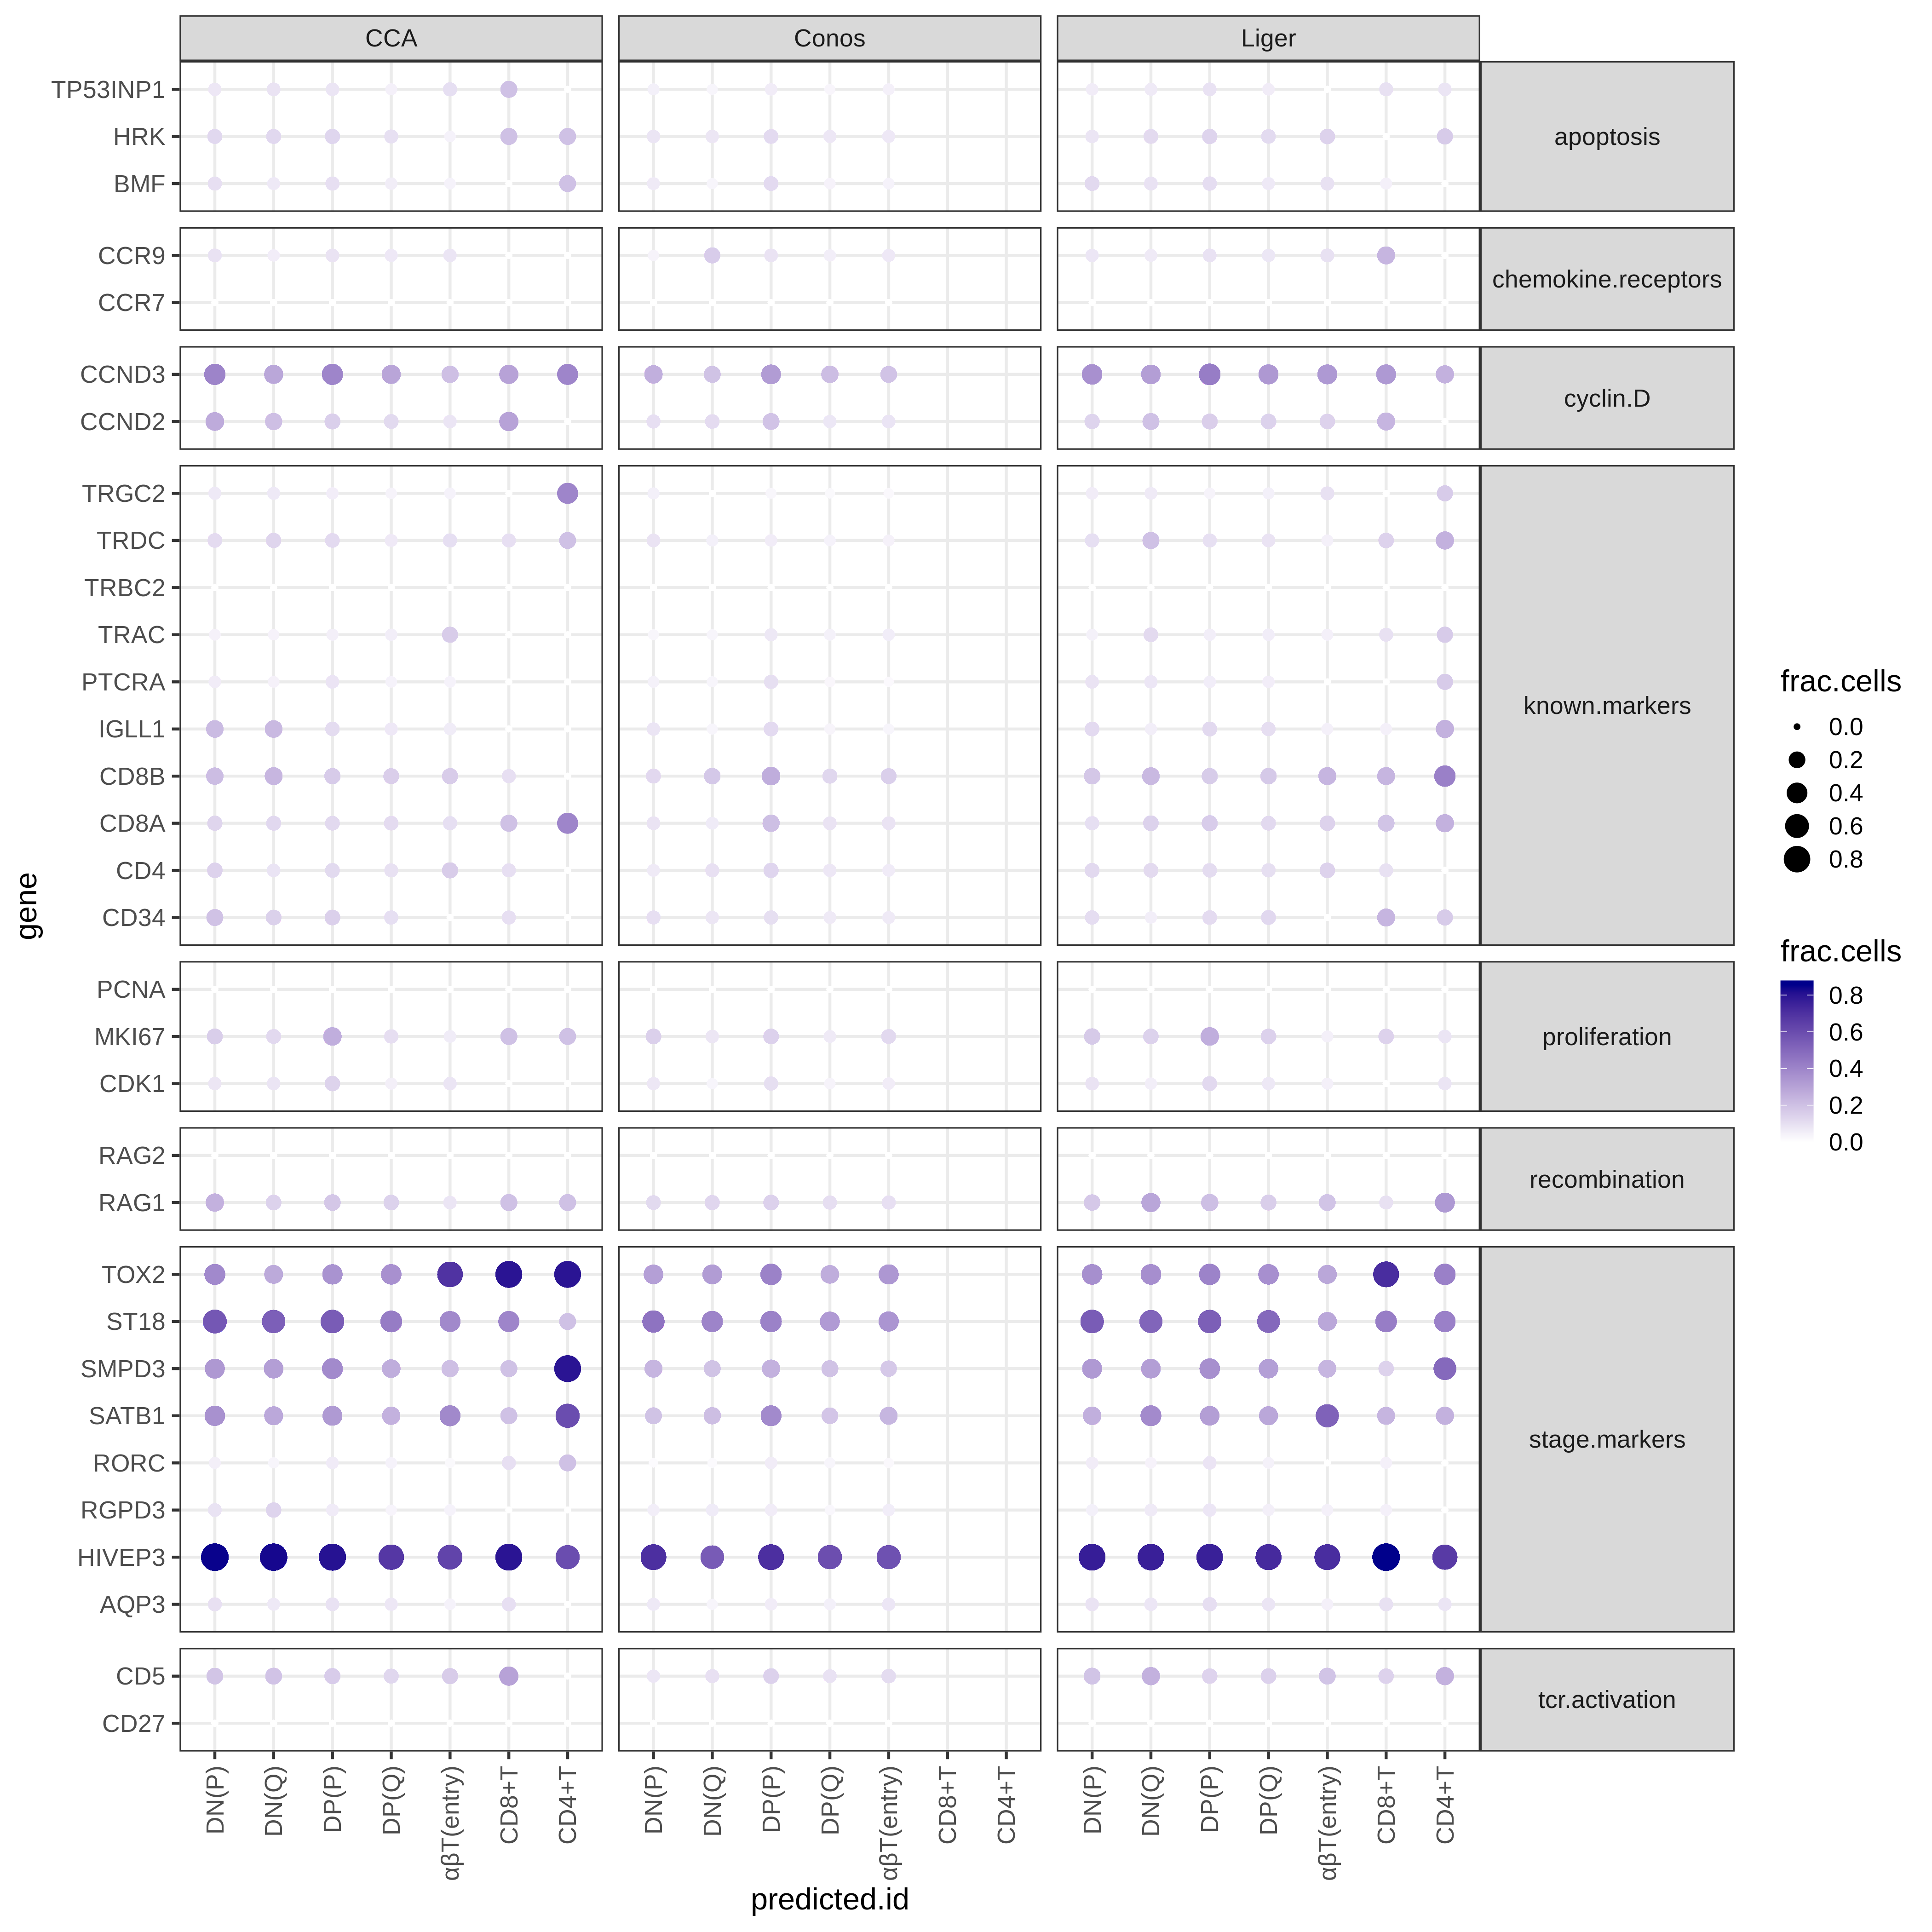 CCA
Conos
Liger
TP53INP1
HRK
BMF
apoptosis
CCR9
CCR7
chemokine.receptors
CCND3
CCND2
cyclin.D
TRGC2
TRDC
TRBC2
TRAC
PTCRA
IGLL1
CD8B
CD8A
CD4
CD34
known.markers
PCNA
MKI67
CDK1
proliferation
RAG2
RAG1
recombination
TOX2
ST18
SMPD3
SATB1
RORC
RGPD3
HIVEP3
AQP3
stage.markers
CD5
CD27
tcr.activation
gene
DN(P)
DN(Q)
DP(P)
DP(Q)
αβT(entry)
CD8+T
CD4+T
DN(P)
DN(Q)
DP(P)
DP(Q)
αβT(entry)
CD8+T
CD4+T
DN(P)
DN(Q)
DP(P)
DP(Q)
αβT(entry)
CD8+T
CD4+T
predicted.id
frac.cells
0.0
0.2
0.4
0.6
0.8
frac.cells
0.8
0.6
0.4
0.2
0.0